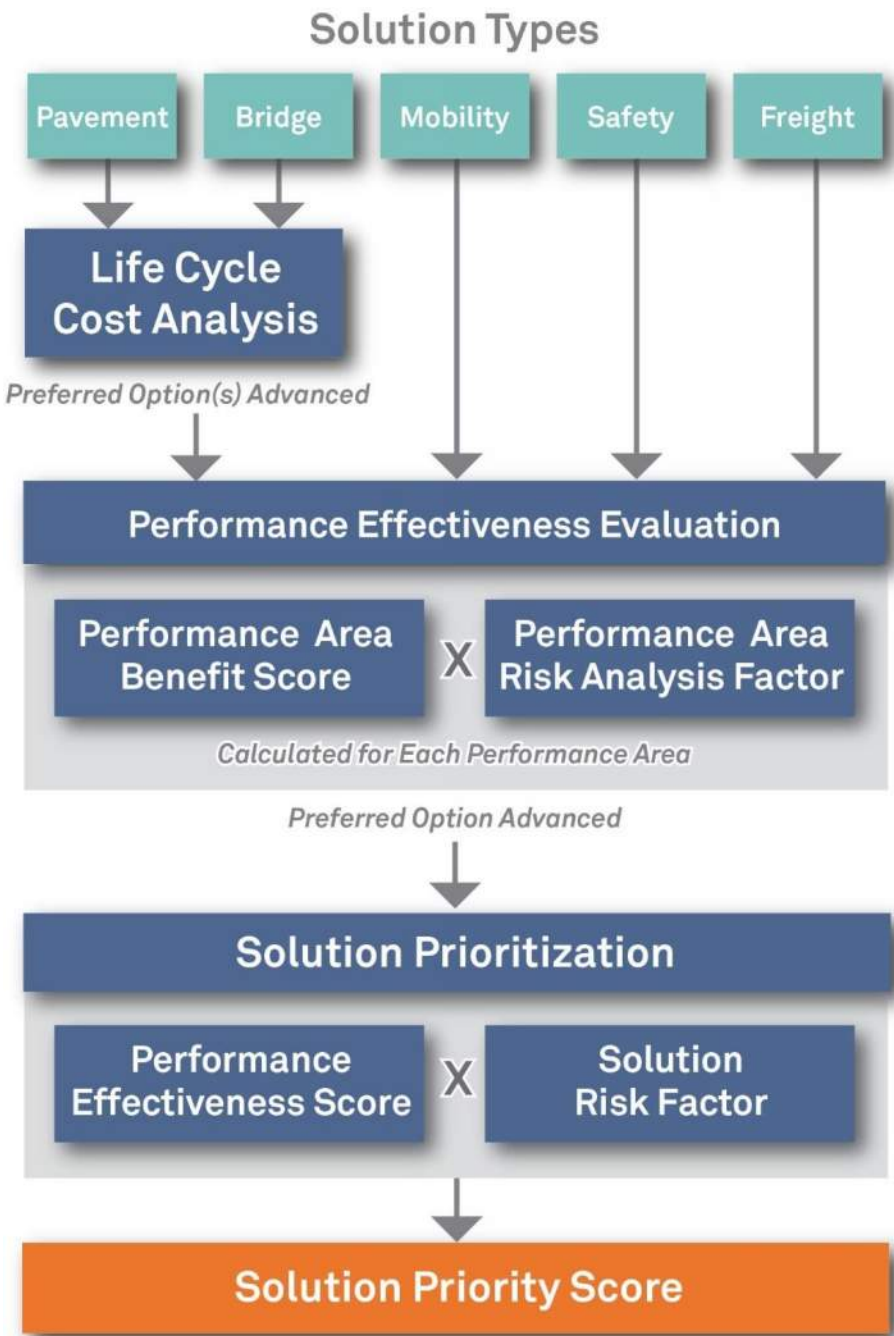 Solution Types
Pavement
Bridge
Mobility
Safety
Freight
Life Cycle
Cost Analysis
Preferred Option(s) Advanced
Performance Effectiveness Evaluation
Performance Area
Benefit Score
X
Performance Area
Risk Analysis Factor
Calculated for Each Performance Area
Preferred Option Advanced
Solution Prioritization
Performance
Effectiveness Score
X
Solution
Risk Factor
Solution Priority Score